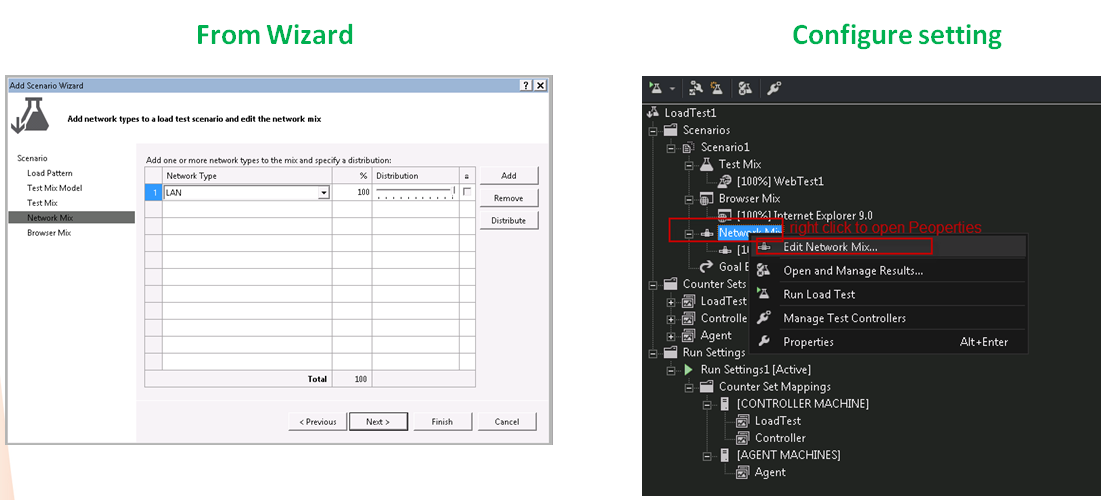 From Wizard
Configure setting
Add Scenario Wizard
Add network types to a load test scenario and edit the network mix
Scenario
Load Pattern
Test Mix Model
Test Mix
Network Mix
Browser Mix
Add one or more network types to the mix and specify a distribution:
Network Type % Distribution
1 LAN 100
Total 100
Add
Remove
Distribute
< Previous Next > Finish Cancel
LoadTest1
Scenarios
Scenario1
Test Mix
[100%] WebTest1
Browser Mix
[100%] Internet Explorer 9.0
Network Mix right click to open Peoperties
Edit Network Mix...
Goal
Open and Manage Results...
Counter Sets
Run Load Test
LoadTest
Manage Test Controllers
Agent
Properties Alt+Enter
Run Settings
Run Settings1 [Active]
Counter Set Mappings
[CONTROLLER MACHINE]
LoadTest
Controller
[AGENT MACHINES]
Agent